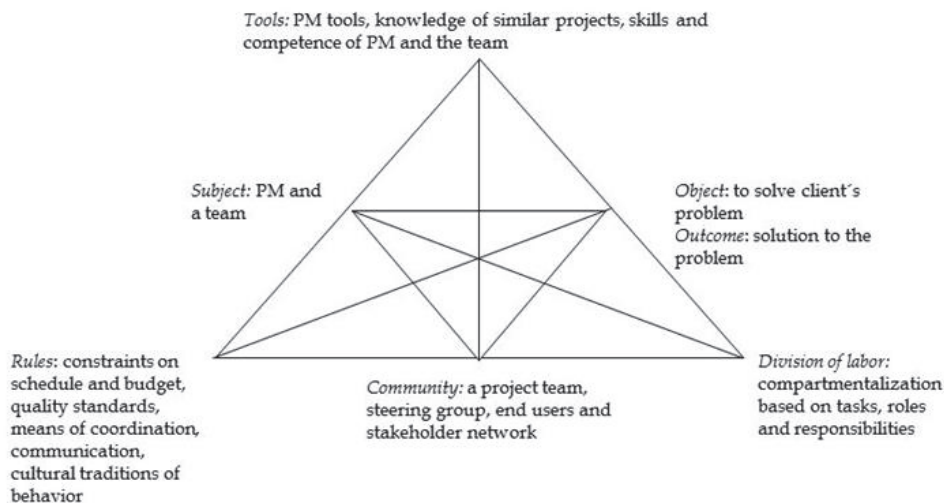 Tools: PM tools, knowledge of similar projects, skills and
competence of PM and the team
Subject: PM and
a team
Object: to solve client´s
problem
Outcome: solution to the
problem
Rules: constraints on
schedule and budget,
quality standards,
means of coordination,
communication,
cultural traditions of
behavior
Community: a project team,
steering group, end users and
stakeholder network
Division of labor:
compartmentalization
based on tasks, roles
and responsibilities